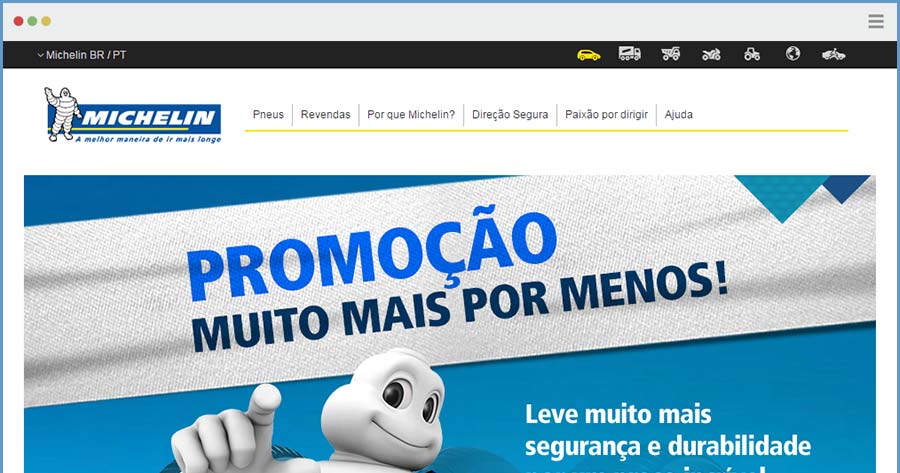 Michelin BR / PT
MICHELIN
A melhor maneira de ir mais longe
Pneus
Revendas
Por que Michelin?
Direção Segura
Paixão por dirigir
Ajuda
PROMOÇÃO
MUITO MAIS POR MENOS!
Leve muito mais
segurança e durabilidade